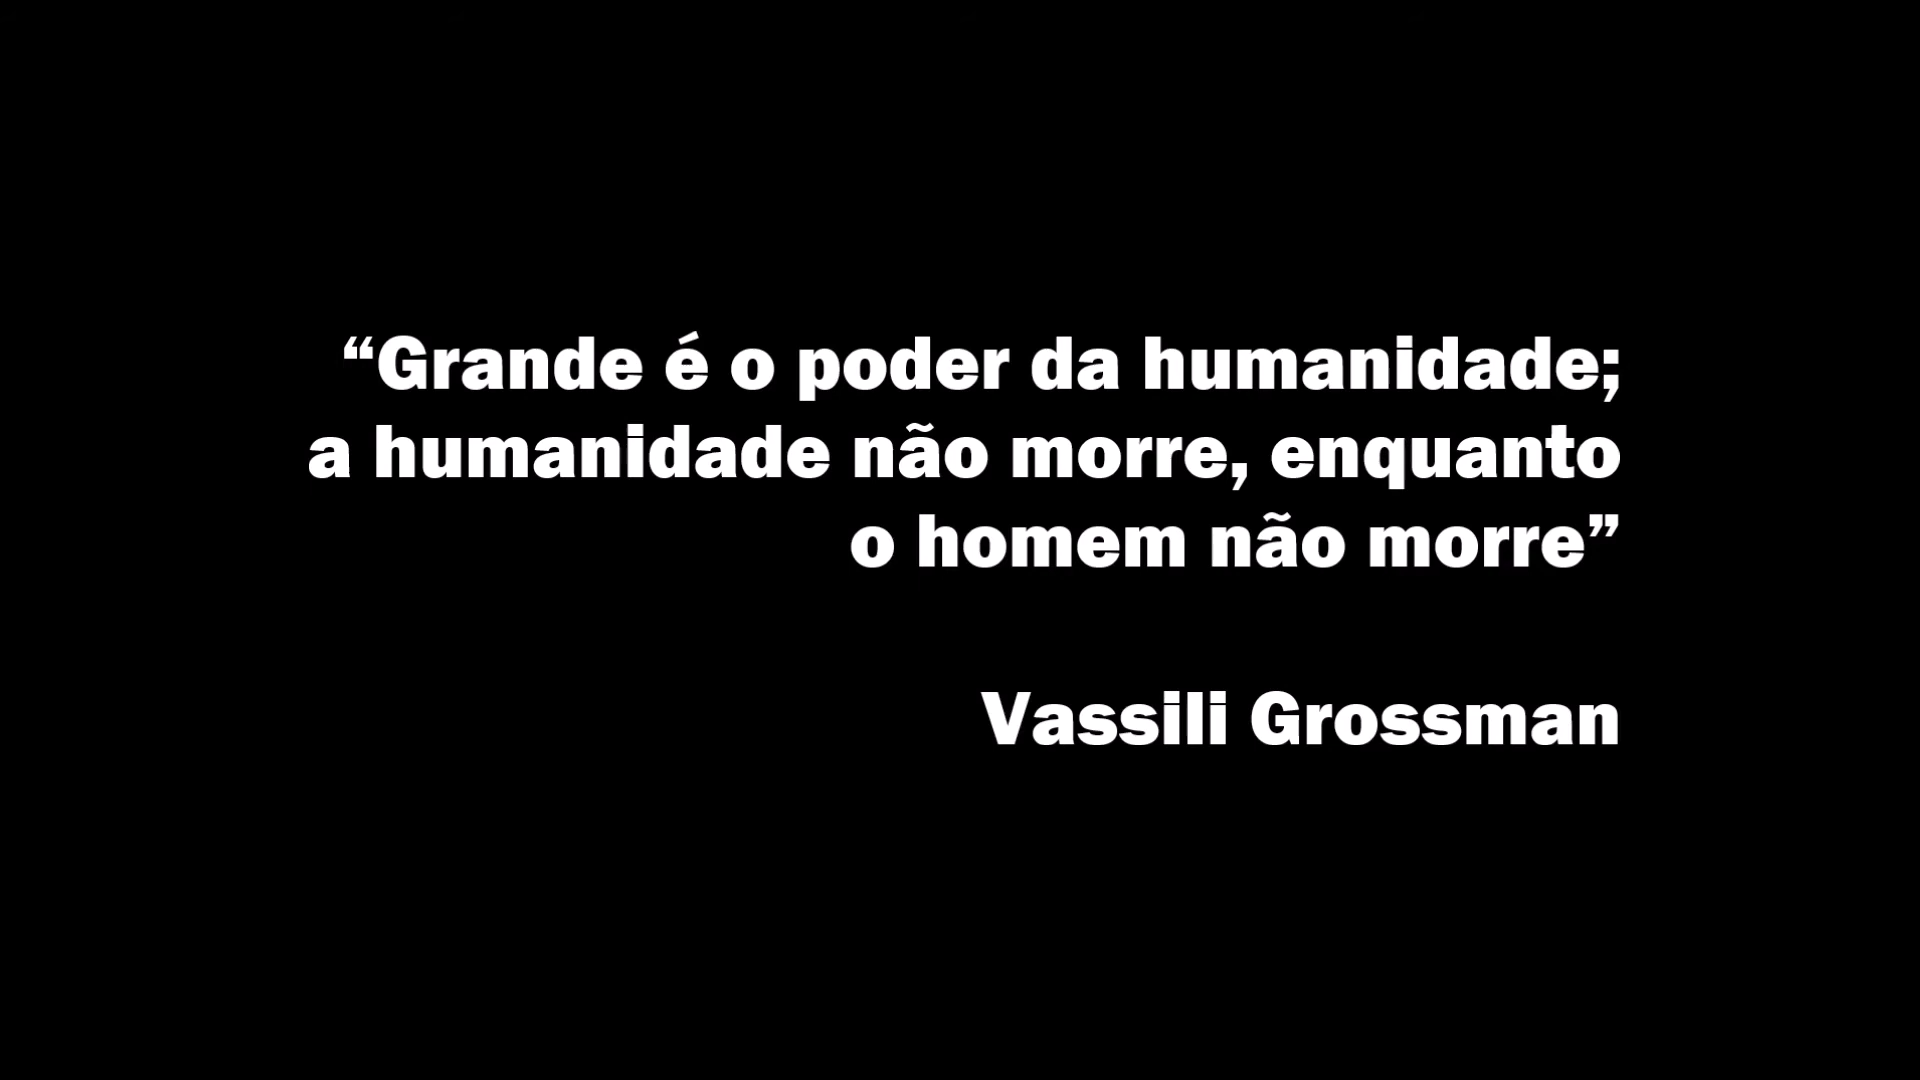 “Grande é o poder da humanidade;
a humanidade não morre, enquanto
o homem não morre”
Vassili Grossman